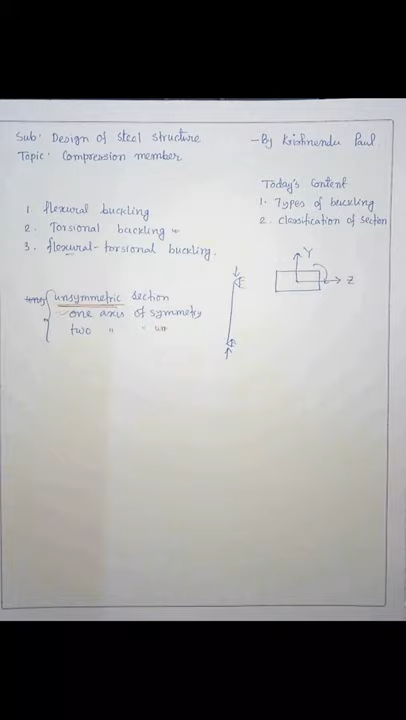 Sub: Design of Steel structure
Topic: Compression member
- By Krishnendu Paul
Today's Content
1. Types of buckling
2. Classification of section
1 flexural buckling
2. Torsional buckling "
3. flexural-torsional buckling.
unsymmetric section
one axis of symmetry
two " "
Y
Z